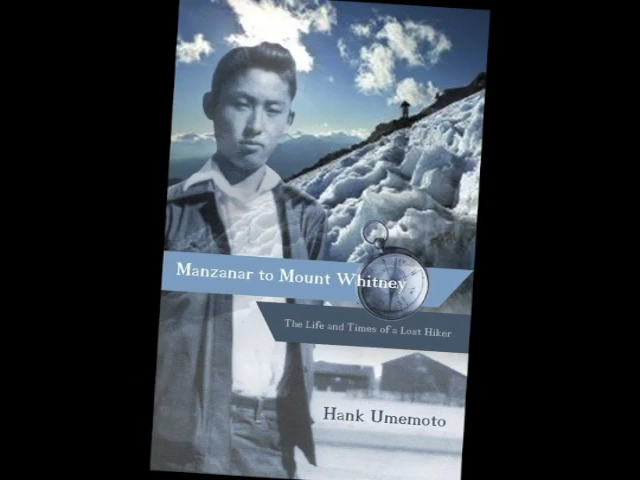 Manzanar to Mount Whitney
The Life and Times of a Lost Hiker
Hank Umemoto